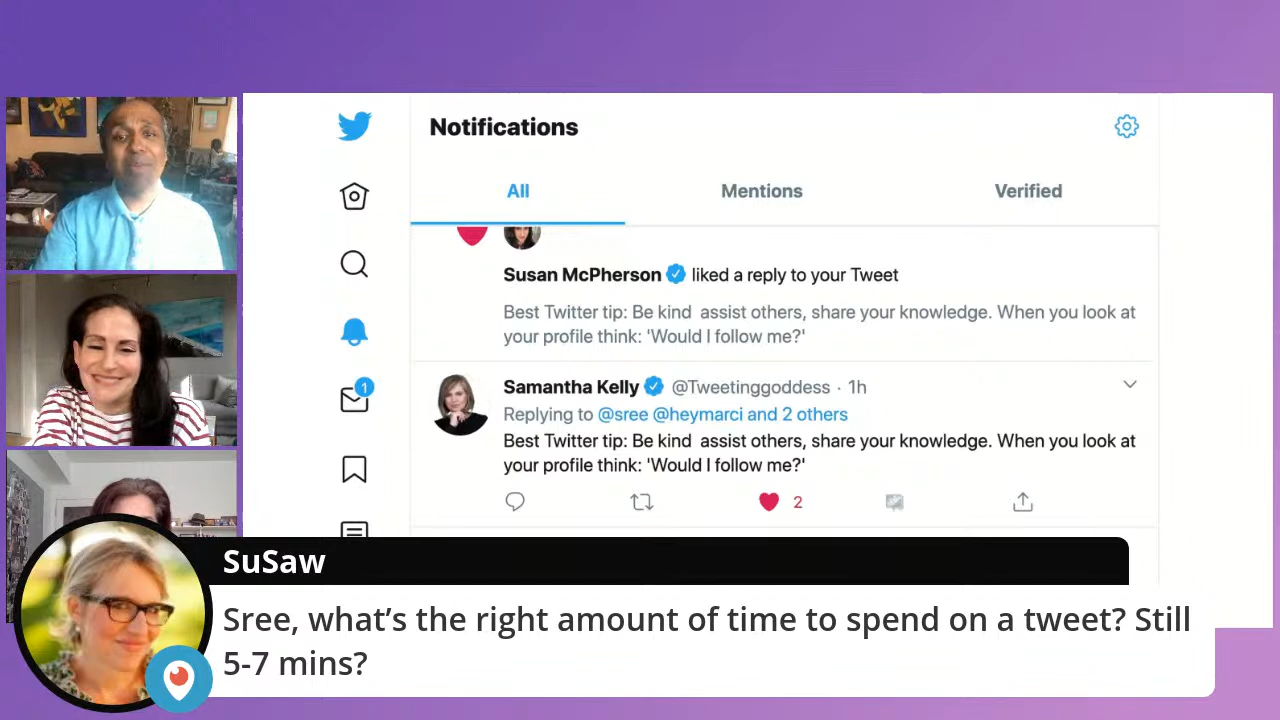 Notifications
All
Mentions
Verified
Susan McPherson liked a reply to your Tweet
Best Twitter tip: Be kind  assist others, share your knowledge. When you look at
your profile think: 'Would I follow me?'
Samantha Kelly @Tweetinggoddess · 1h
Replying to @sree @heymarci and 2 others
Best Twitter tip: Be kind  assist others, share your knowledge. When you look at
your profile think: 'Would I follow me?'
2
1
SuSaw
Sree, what’s the right amount of time to spend on a tweet? Still
5-7 mins?